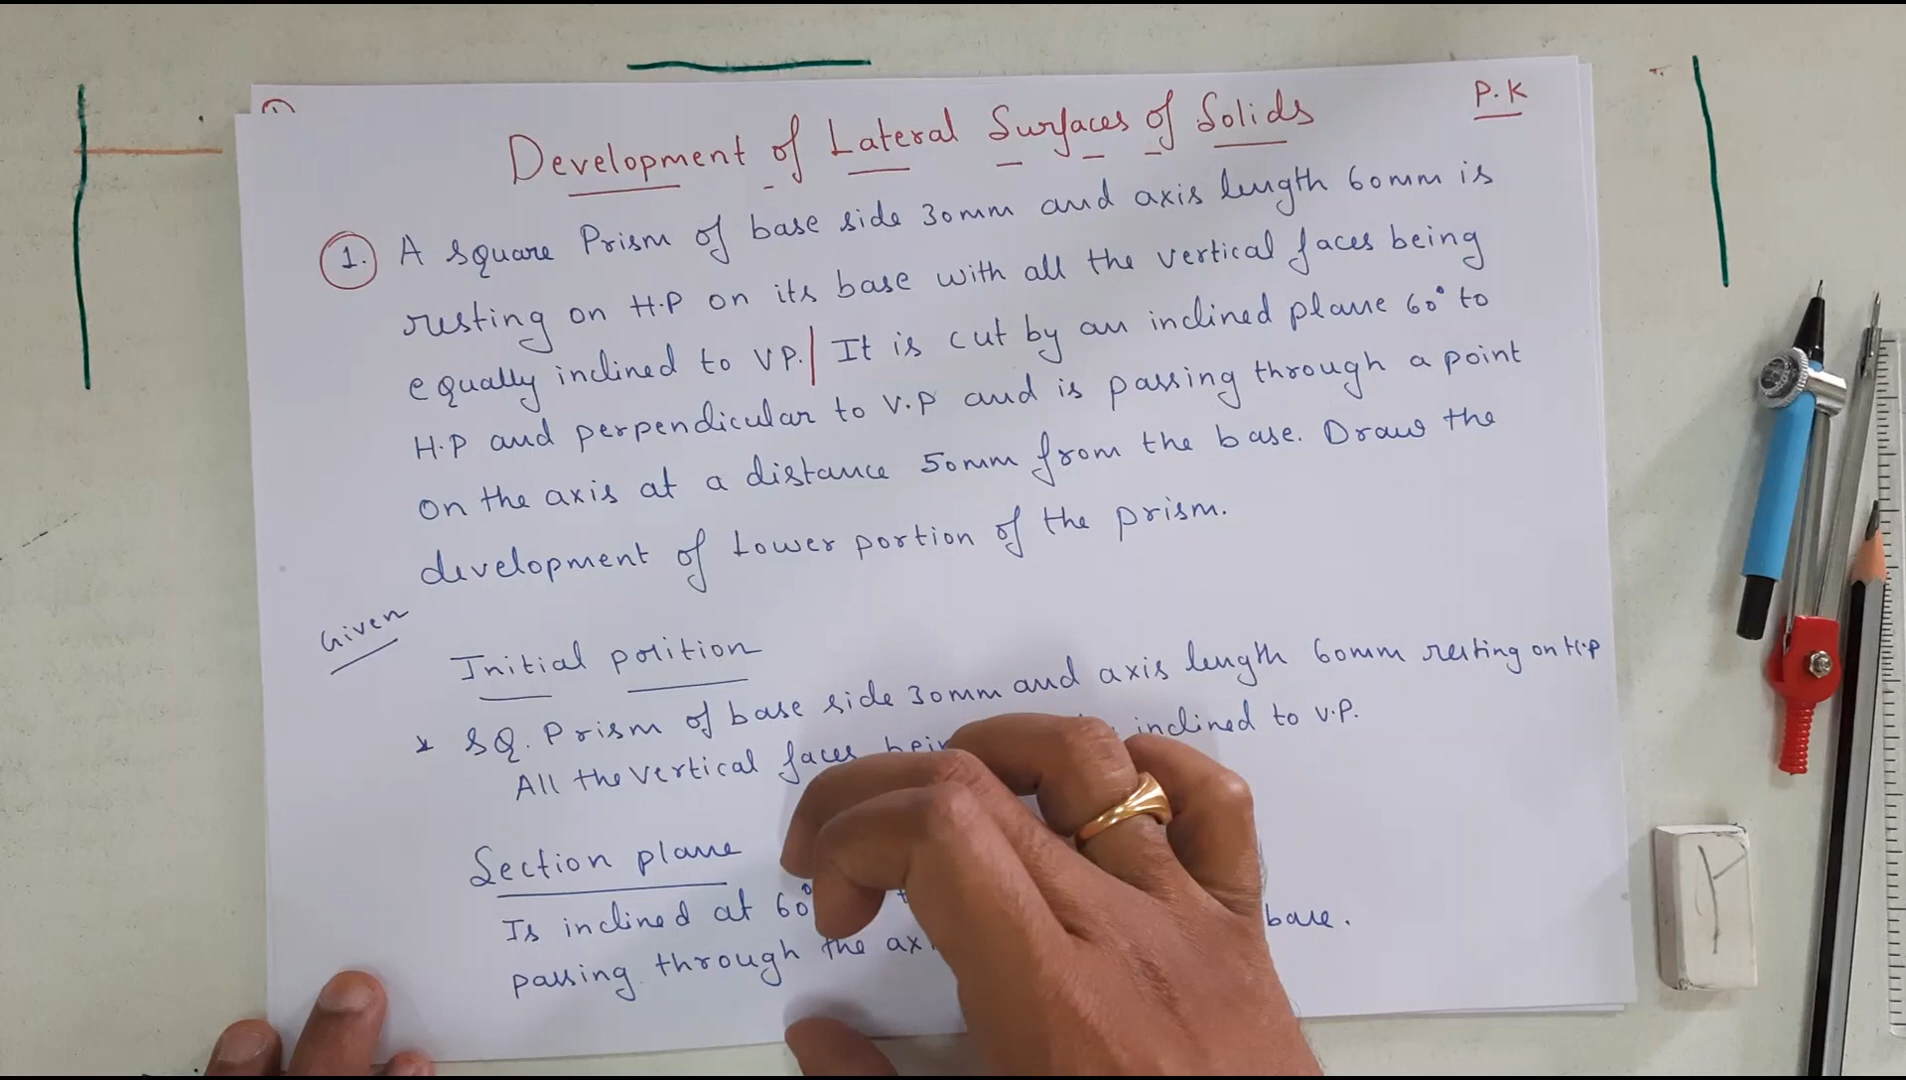 P.K
Development of Lateral Surfaces of Solids
1. A square Prism of base side 30mm and axis length 60mm is
resting on H.P on its base with all the vertical faces being
equally inclined to VP. It is cut by an inclined plane 60° to
H.P and perpendicular to V.P and is passing through a point
on the axis at a distance 50mm from the base. Draw the
development of Lower portion of the prism.
Given
Initial position
* SQ. Prism of base side 30mm and axis length 60mm resting on H.P
All the vertical faces inclined to V.P.
Section plane
Is inclined at 60° base.
passing through the